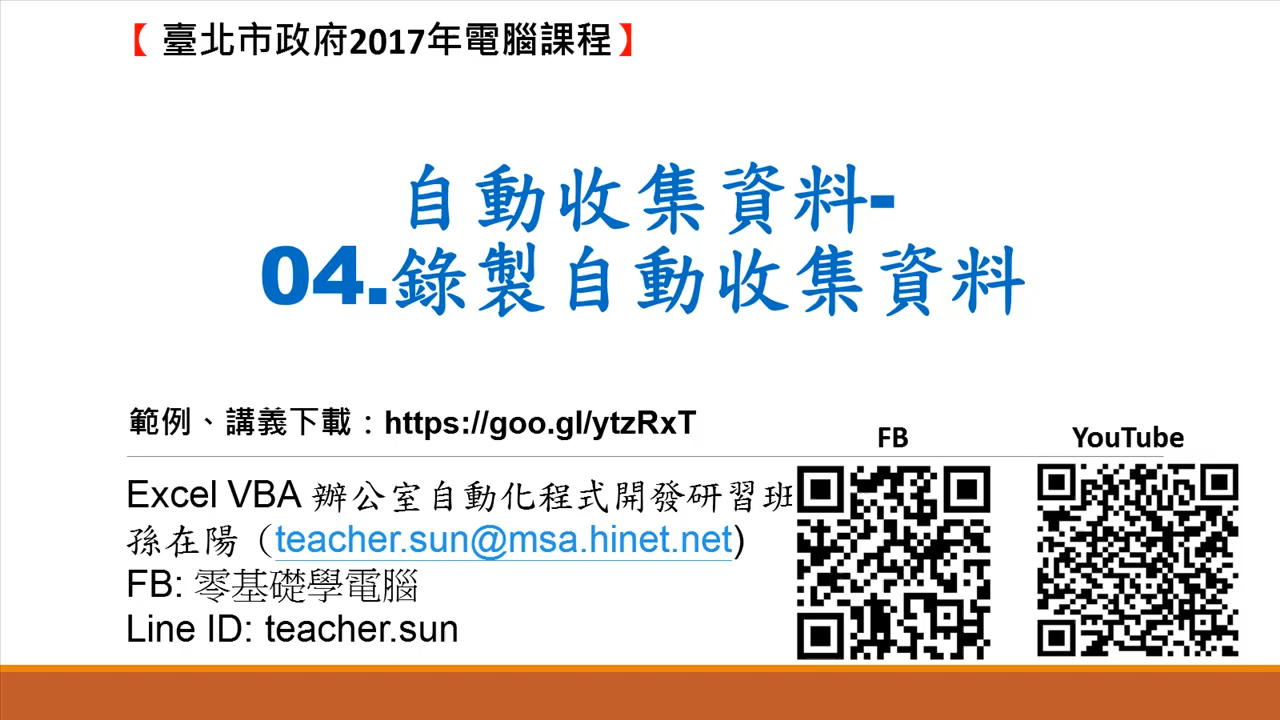 【 臺北市政府2017年電腦課程】
自動收集資料-
04.錄製自動收集資料
範例、講義下載：https://goo.gl/ytzRxT
FB
YouTube
Excel VBA 辦公室自動化程式開發研習班
孫在陽（teacher.sun@msa.hinet.net)
FB: 零基礎學電腦
Line ID: teacher.sun